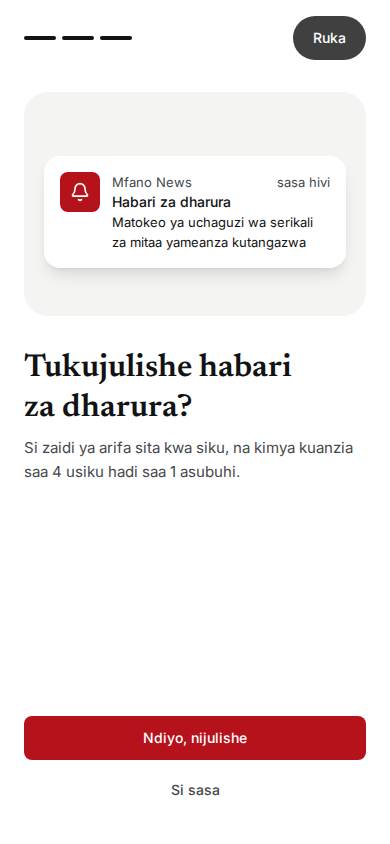 Ruka
Mfano News
sasa hivi
Habari za dharura
Matokeo ya uchaguzi wa serikali
za mitaa yameanza kutangazwa
Tukujulishe habari
za dharura?
Si zaidi ya arifa sita kwa siku, na kimya kuanzia
saa 4 usiku hadi saa 1 asubuhi.
Ndiyo, nijulishe
Si sasa